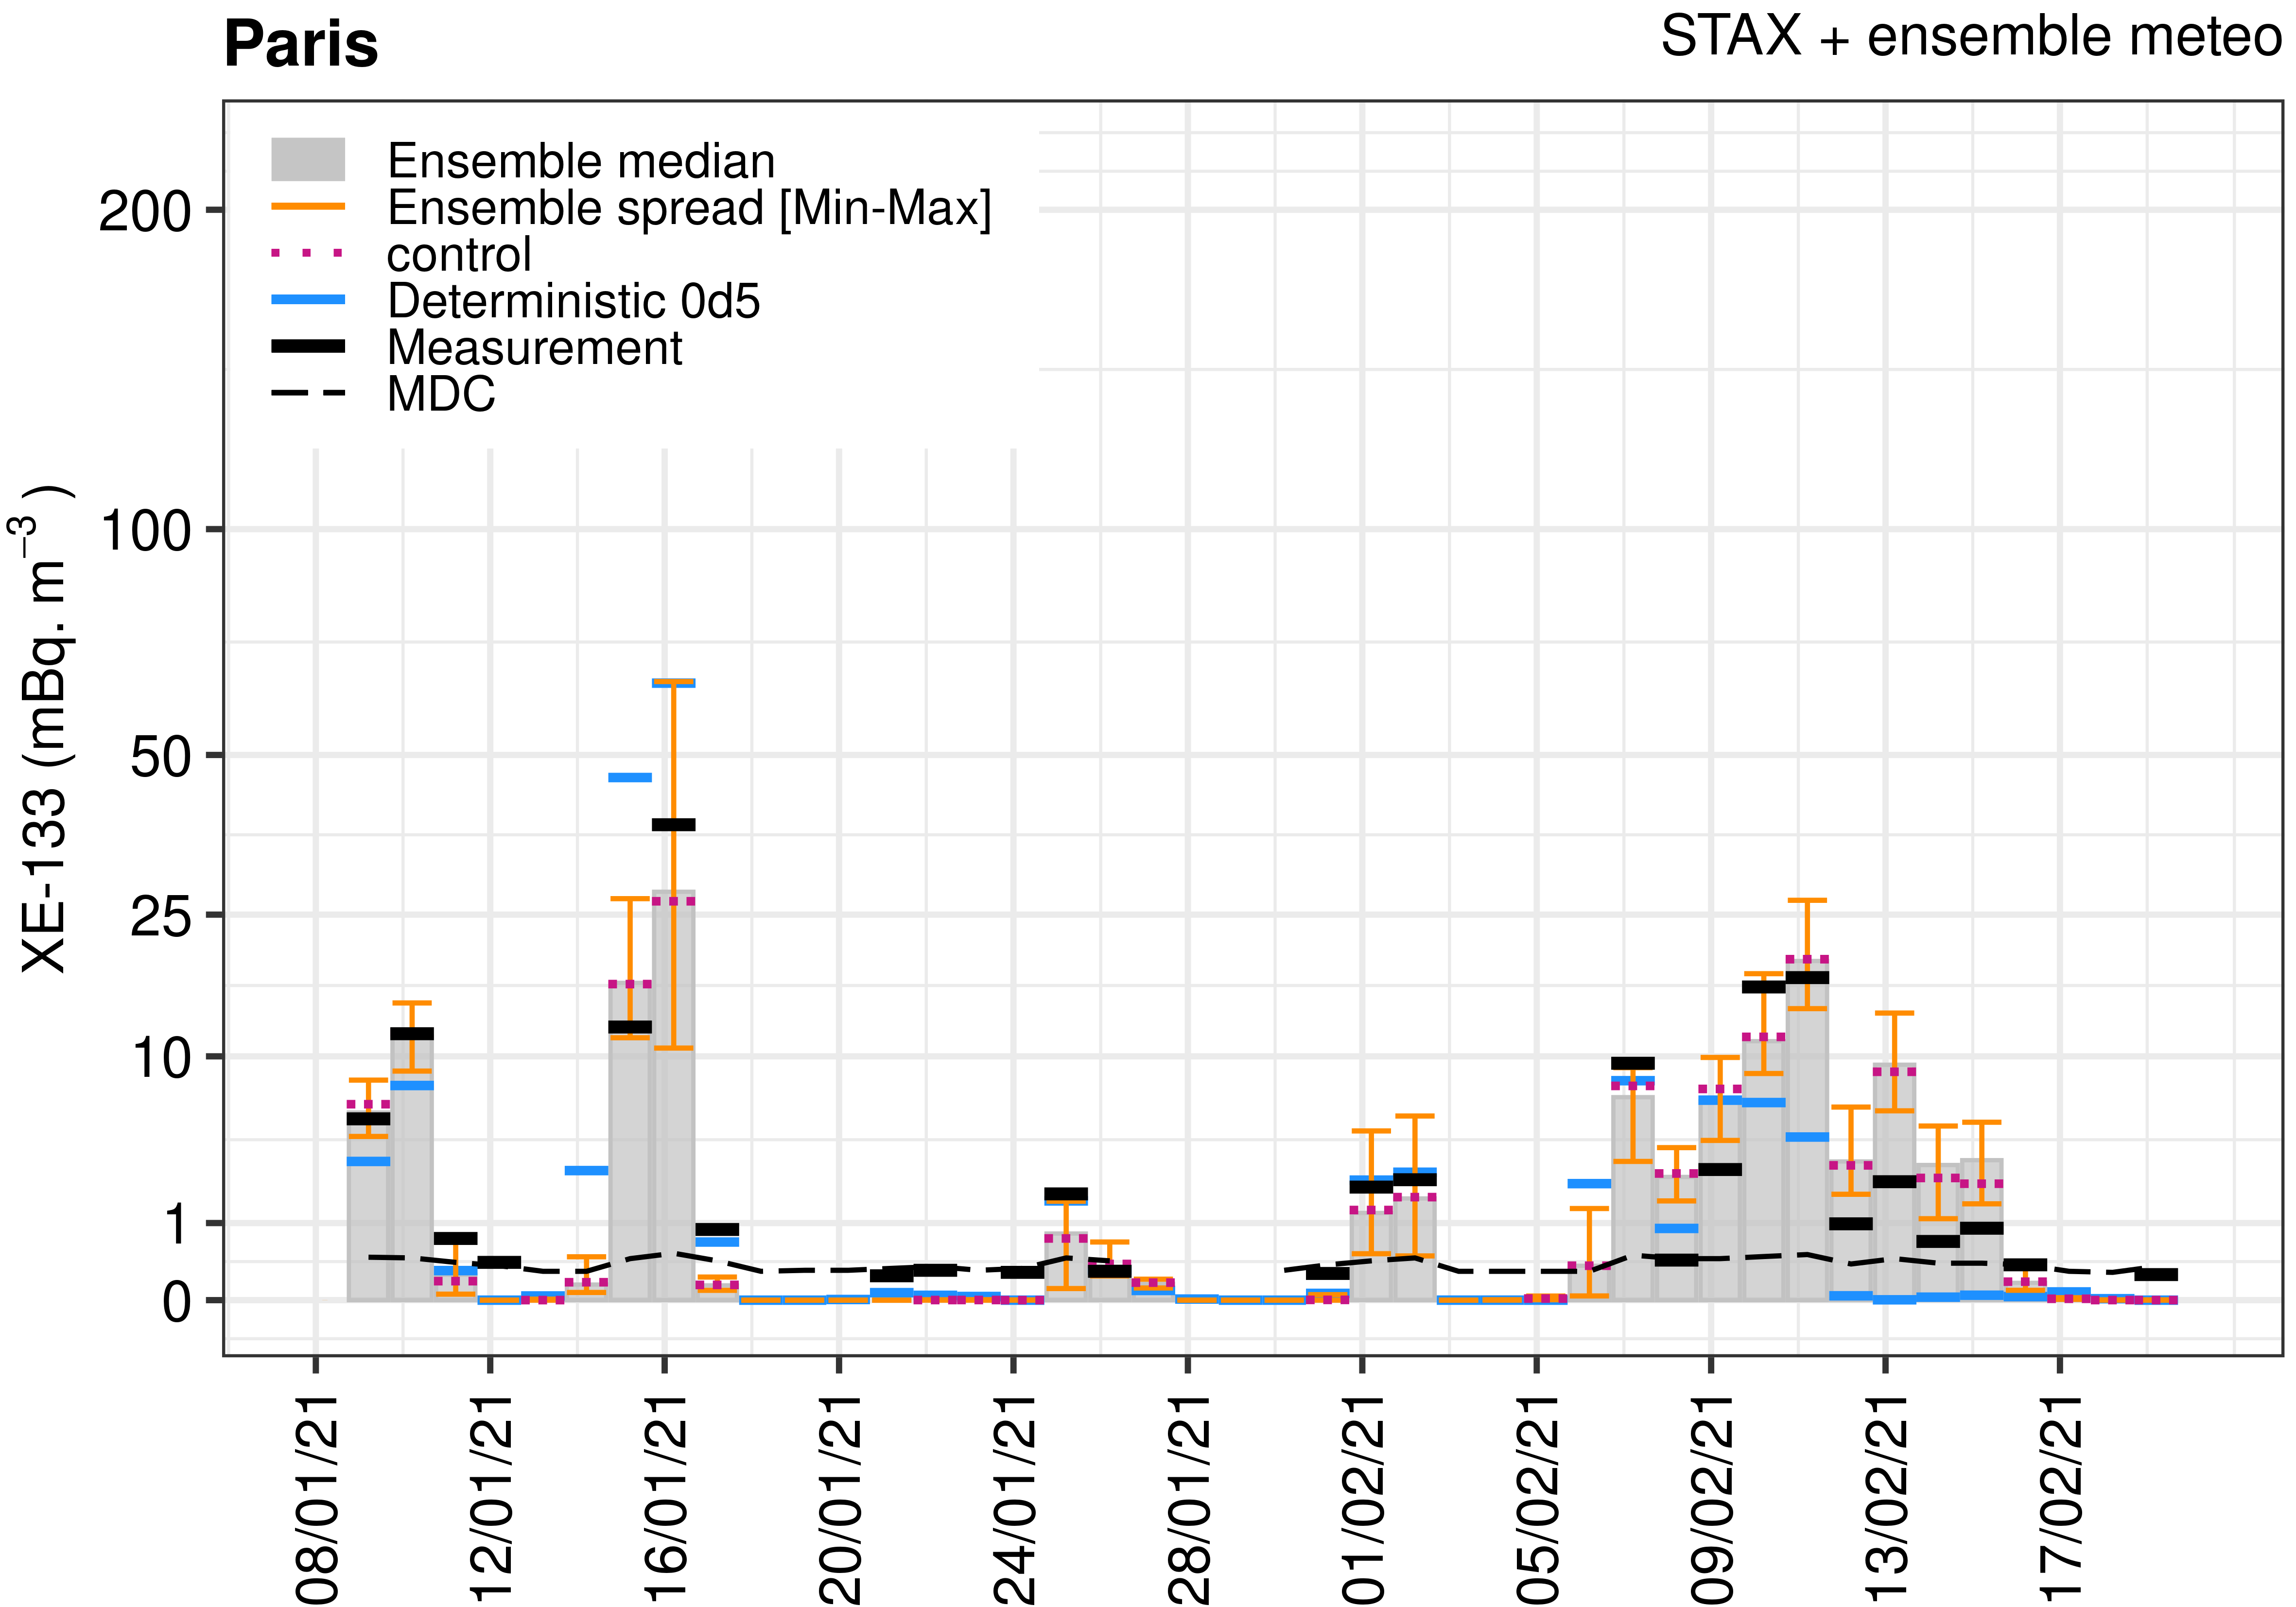 Paris
STAX + ensemble meteo
Ensemble median
Ensemble spread [Min-Max]
control
Deterministic 0d5
Measurement
MDC
XE-133 (mBq. m⁻³ )
200
100
50
25
10
1
0
08/01/21
12/01/21
16/01/21
20/01/21
24/01/21
28/01/21
01/02/21
05/02/21
09/02/21
13/02/21
17/02/21